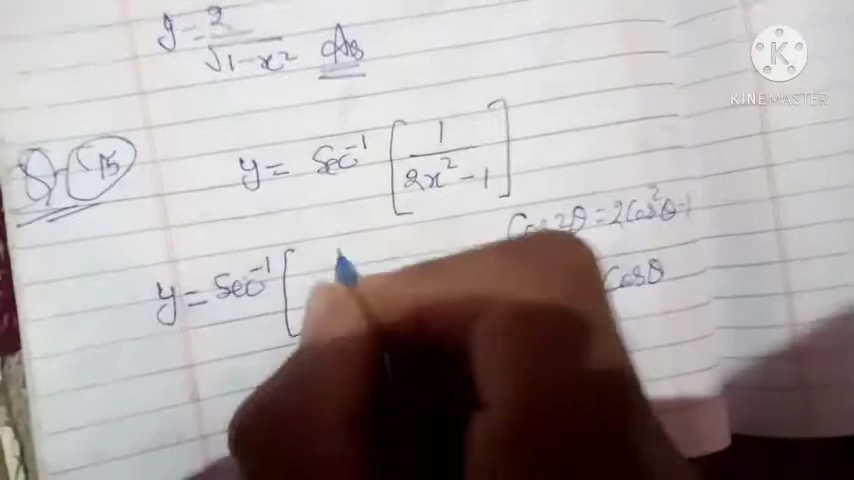 y = 2 / √1-x² Ans
KINEMASTER
Q-15 y = Sec⁻¹ [ 1 / 2x² - 1 ]
Cos2θ = 2Cos²θ-1
y = Sec⁻¹ [ Cosθ